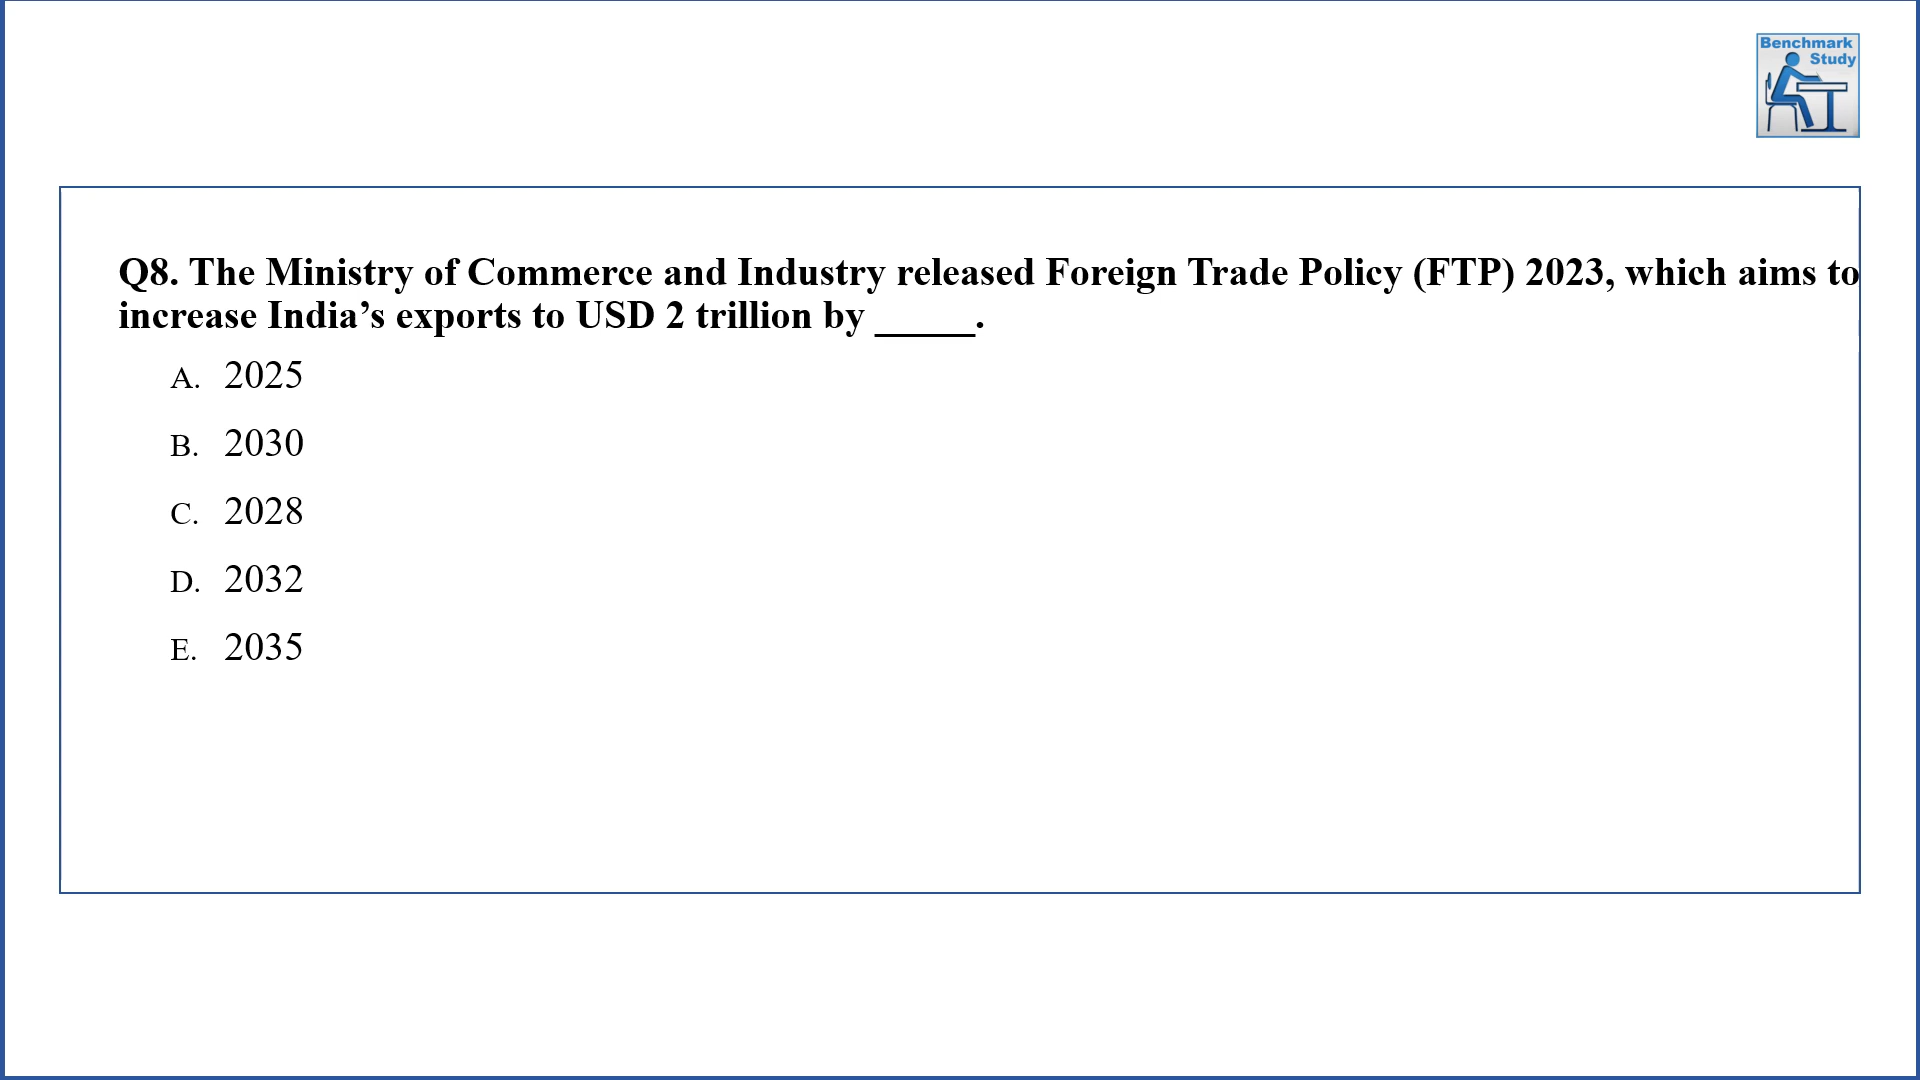 Benchmark
Study
Q8. The Ministry of Commerce and Industry released Foreign Trade Policy (FTP) 2023, which aims to
increase India’s exports to USD 2 trillion by _____.
A. 2025
B. 2030
C. 2028
D. 2032
E. 2035